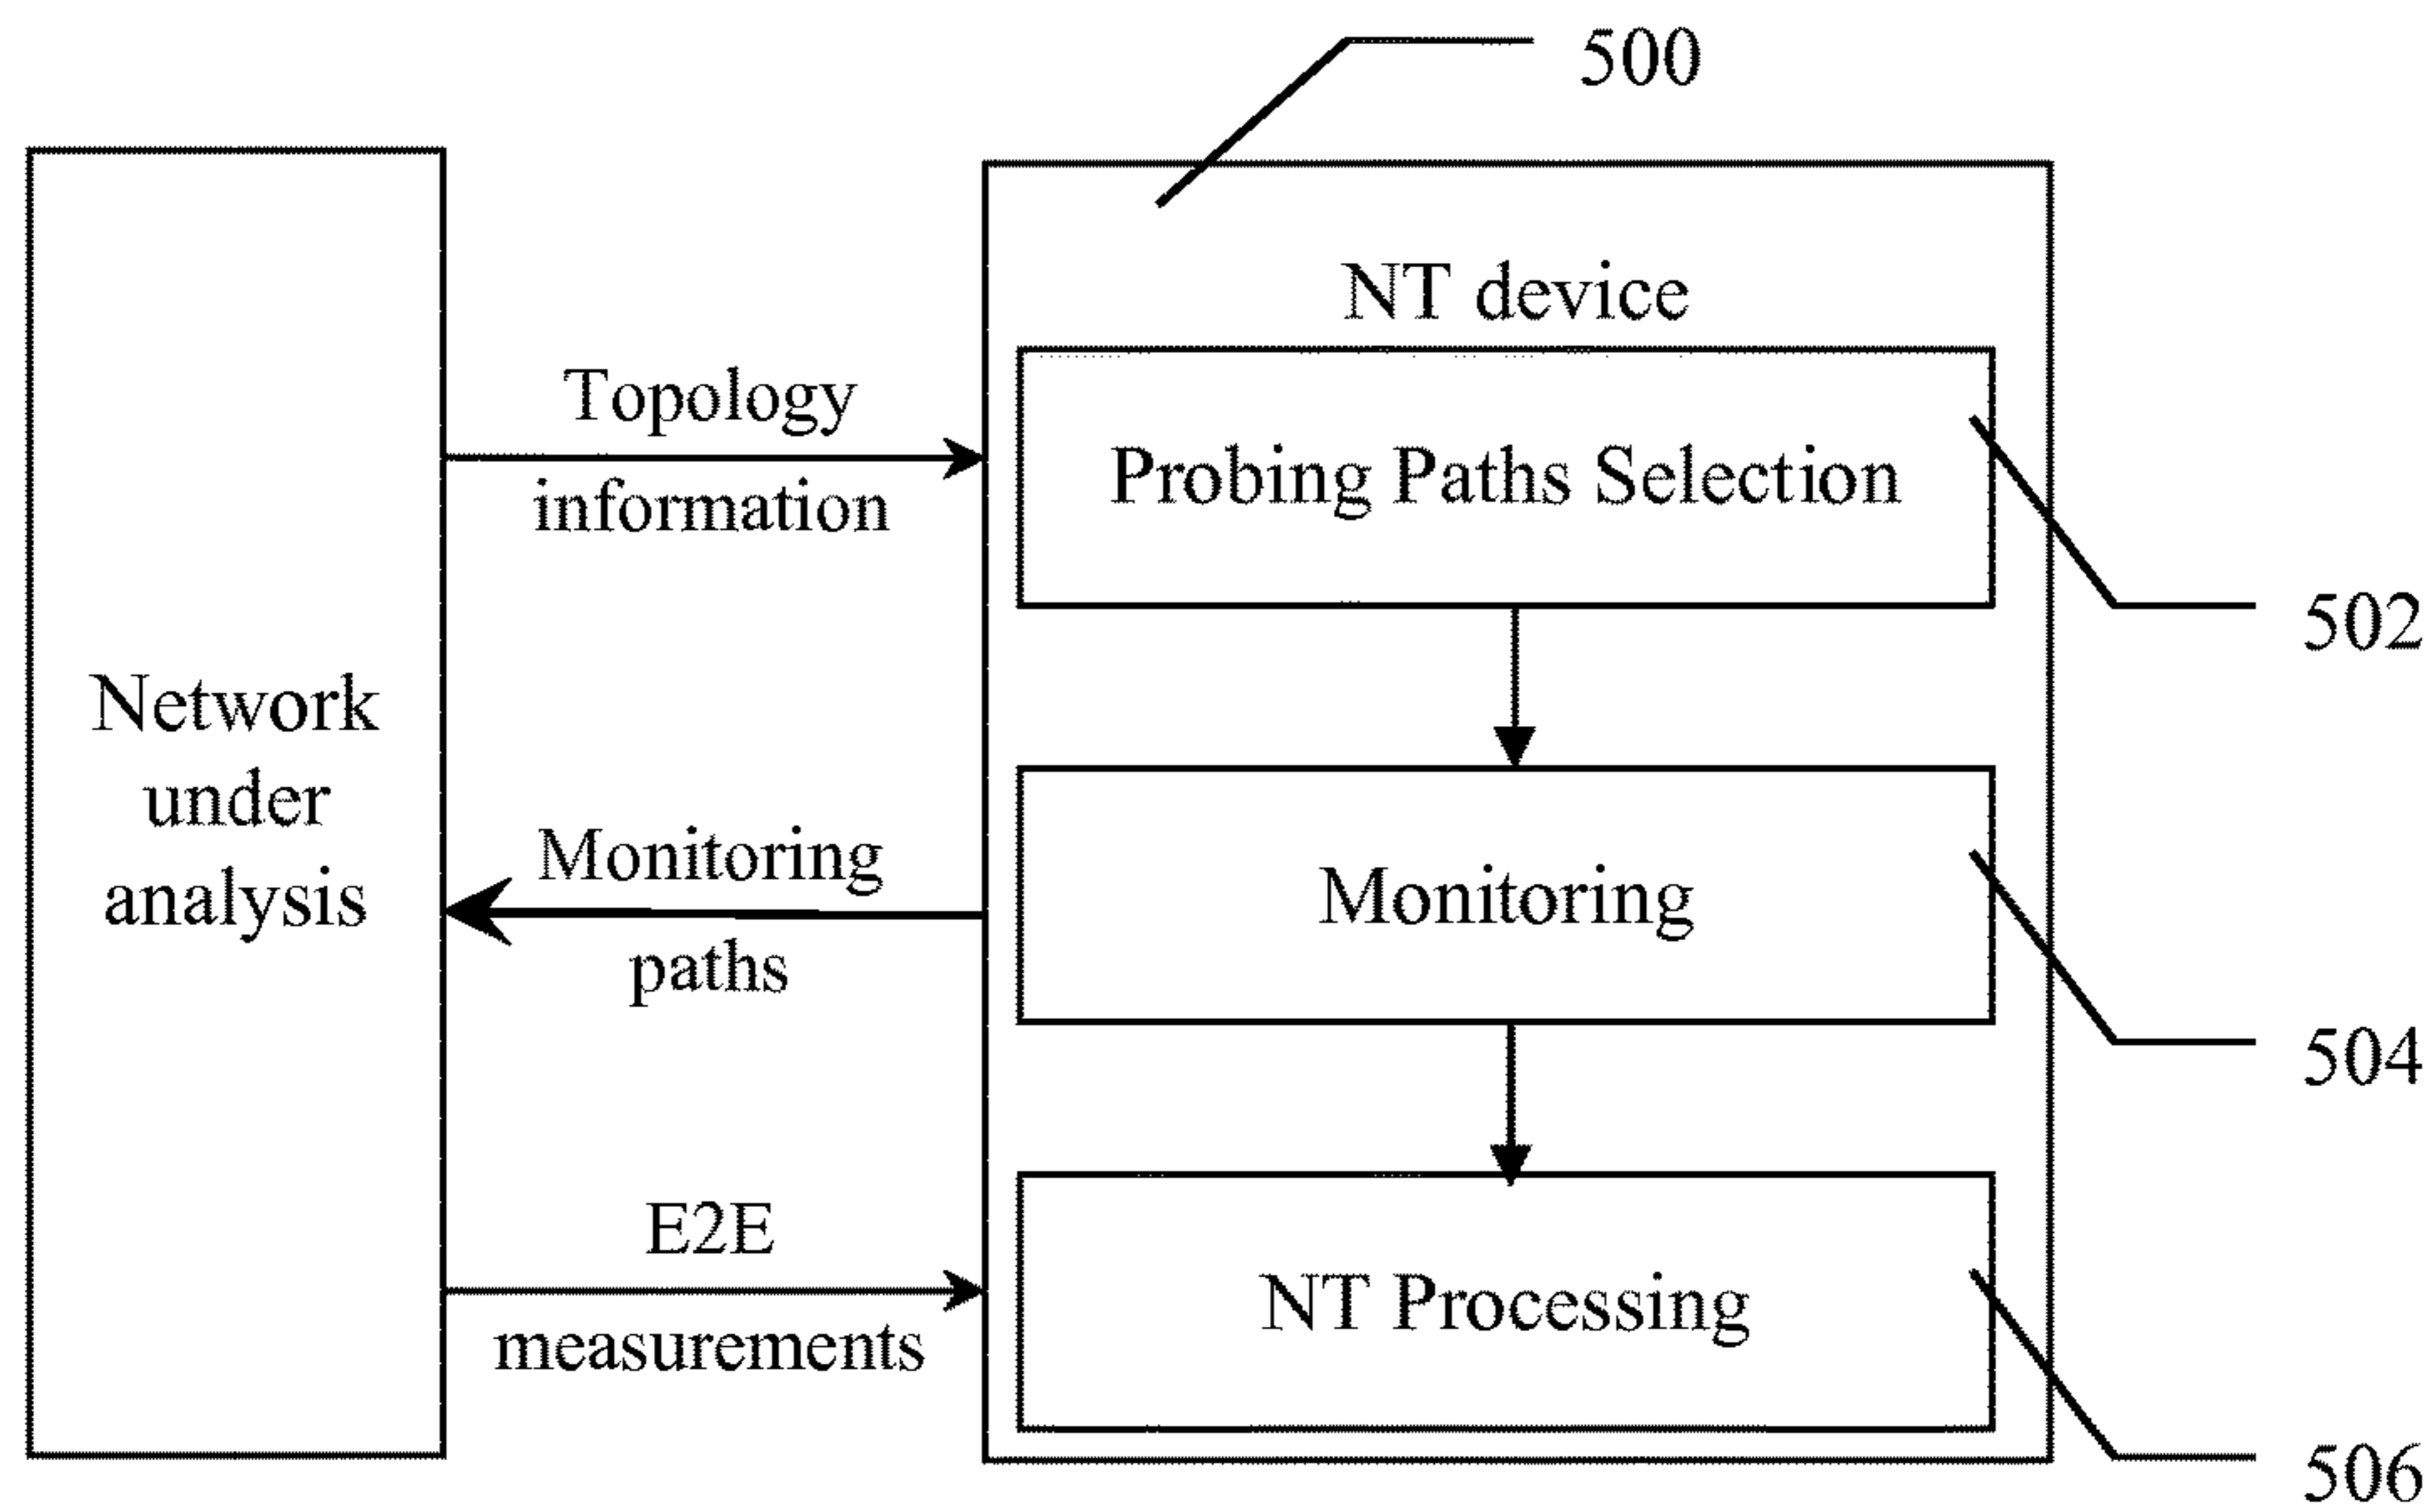 500
NT device
Topology
information
Probing Paths Selection
502
Network
under
analysis
Monitoring
paths
Monitoring
504
E2E
measurements
NT Processing
506